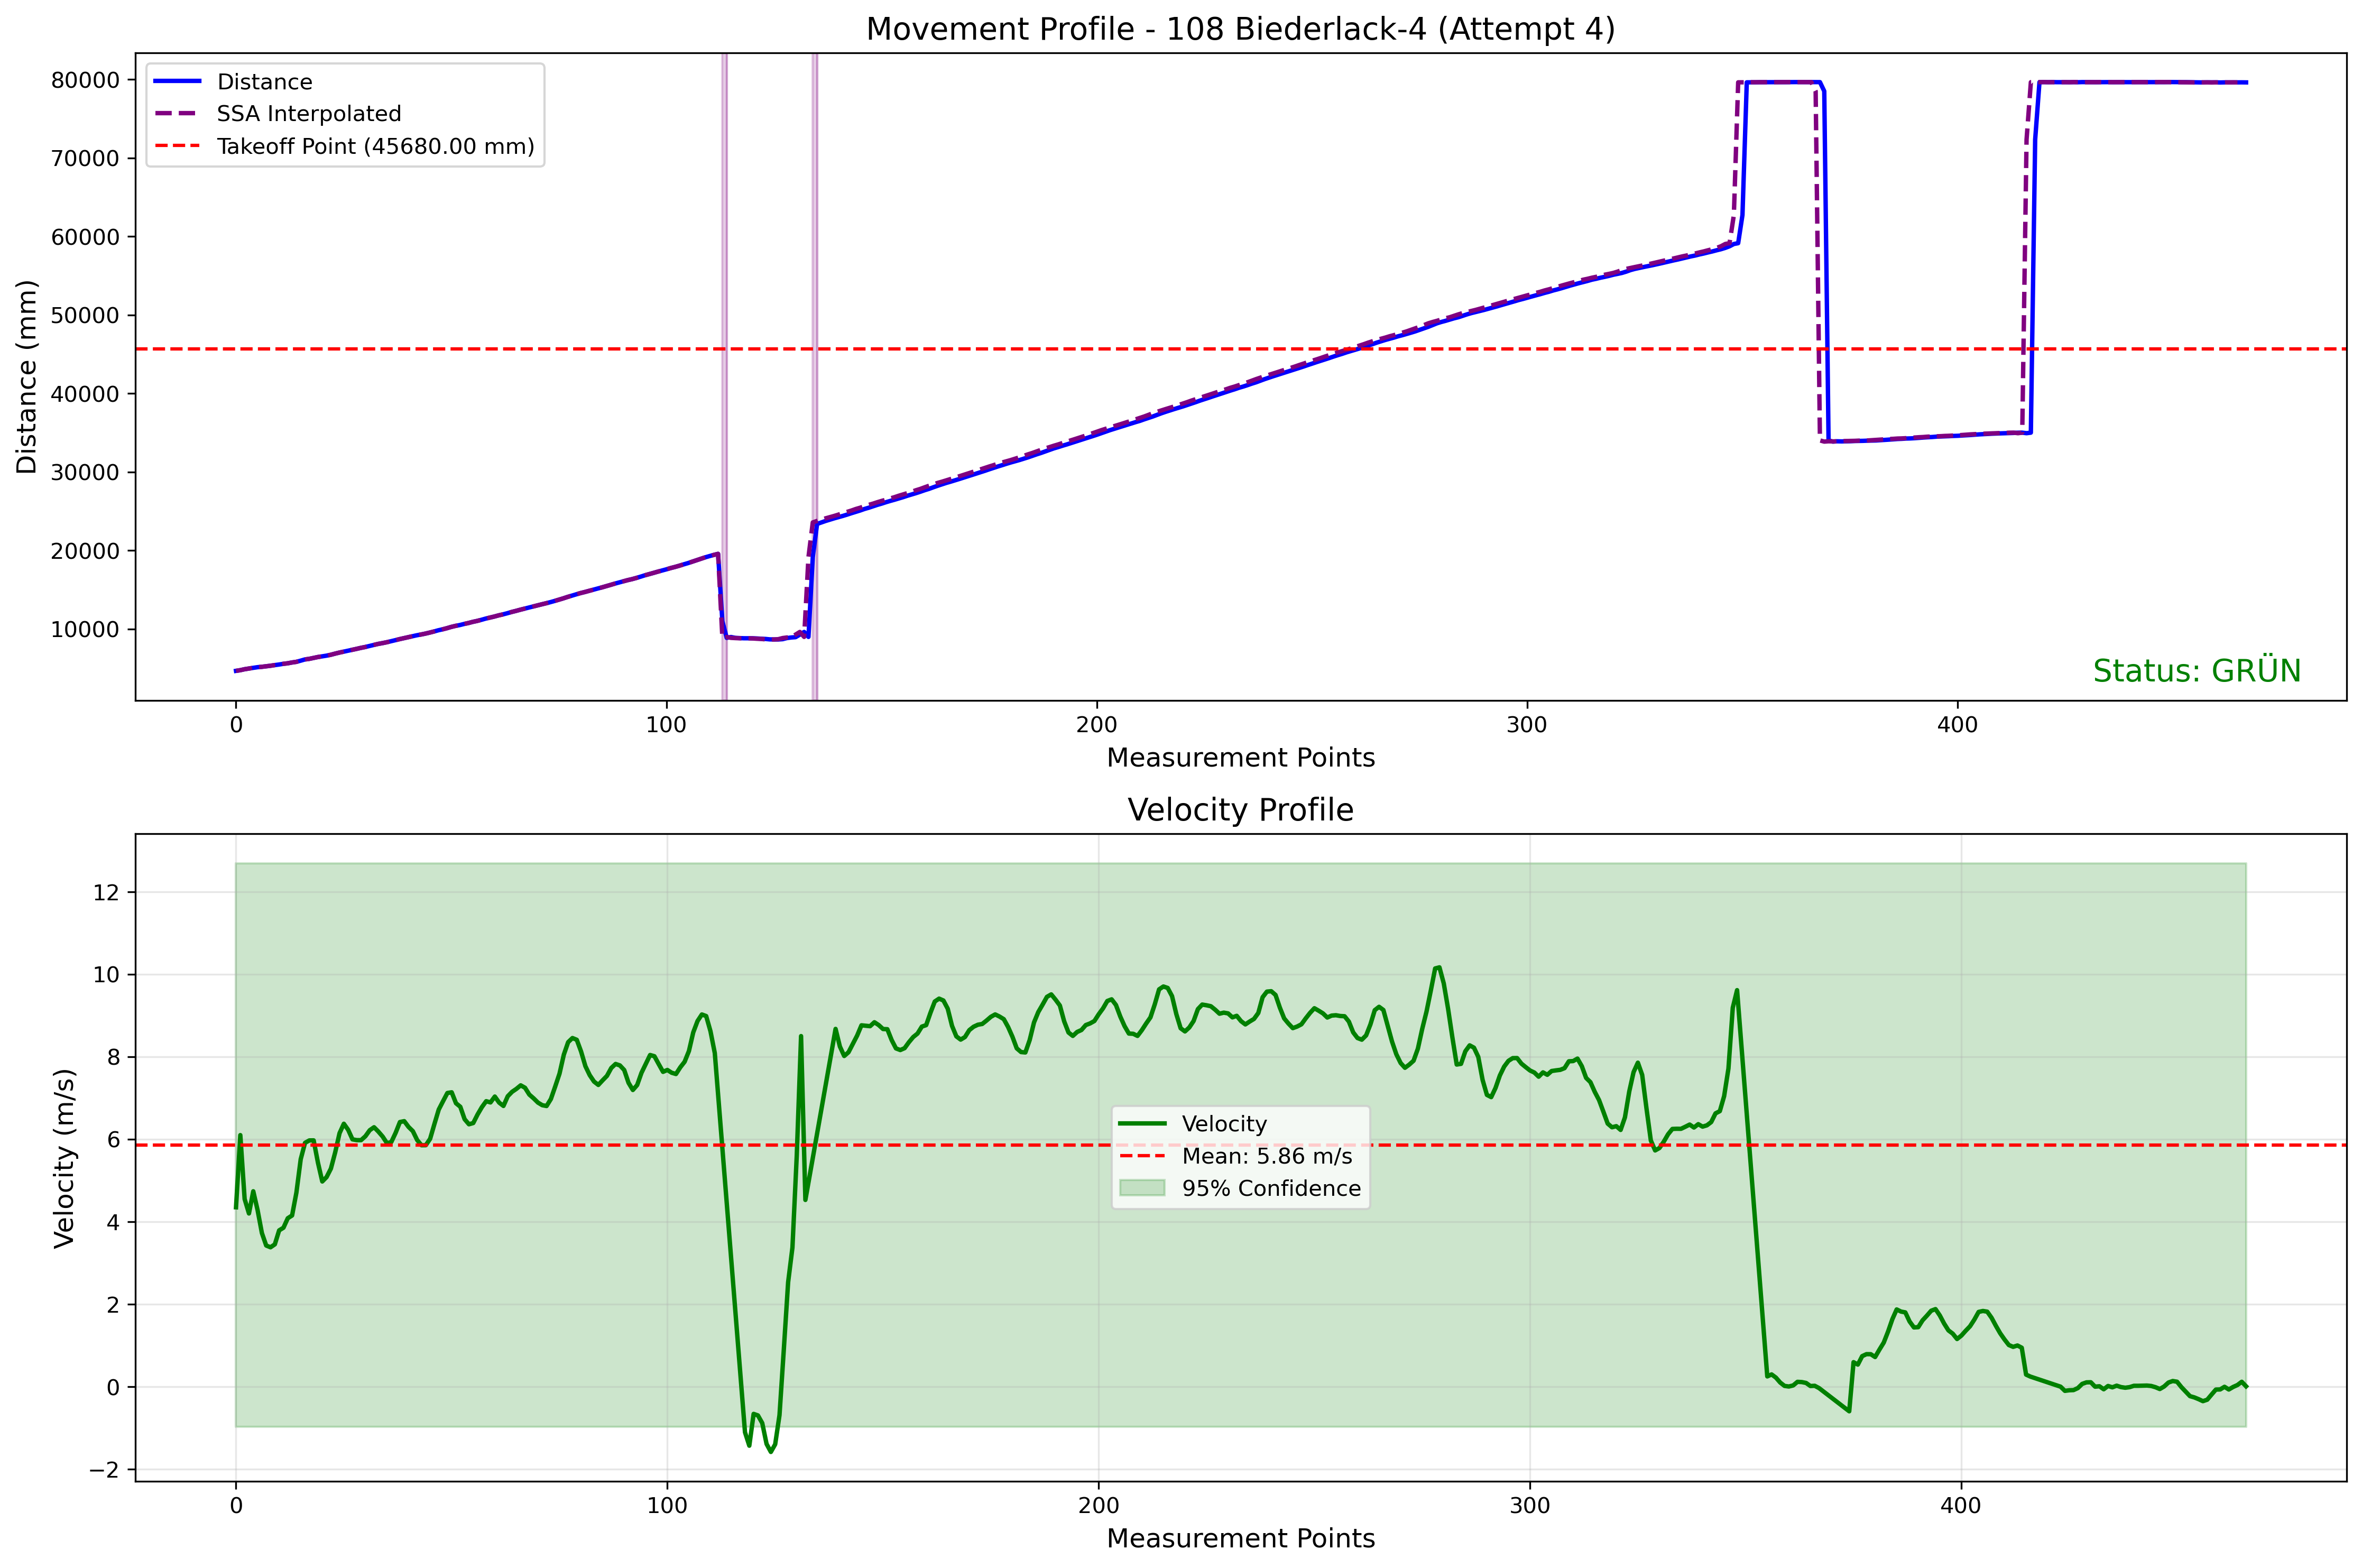 Movement Profile - 108 Biederlack-4 (Attempt 4)
Distance
SSA Interpolated
Takeoff Point (45680.00 mm)
Distance (mm)
80000
70000
60000
50000
40000
30000
20000
10000
Status: GRÜN
0 100 200 300 400
Measurement Points
Velocity Profile
Velocity (m/s)
12
10
8
6
4
2
0
−2
Velocity
Mean: 5.86 m/s
95% Confidence
0 100 200 300 400
Measurement Points